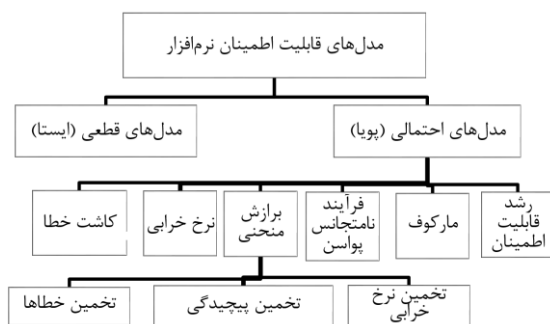 مدل‌های قابلیت اطمینان نرم‌افزار
مدل‌های احتمالی (پویا)
مدل‌های قطعی (ایستا)
رشد
قابلیت
اطمینان
مارکوف
فرآیند
نامتجانس
پواسن
برازش
منحنی
نرخ خرابی
کاشت خطا
تخمین نرخ
خرابی
تخمین پیچیدگی
تخمین خطاها